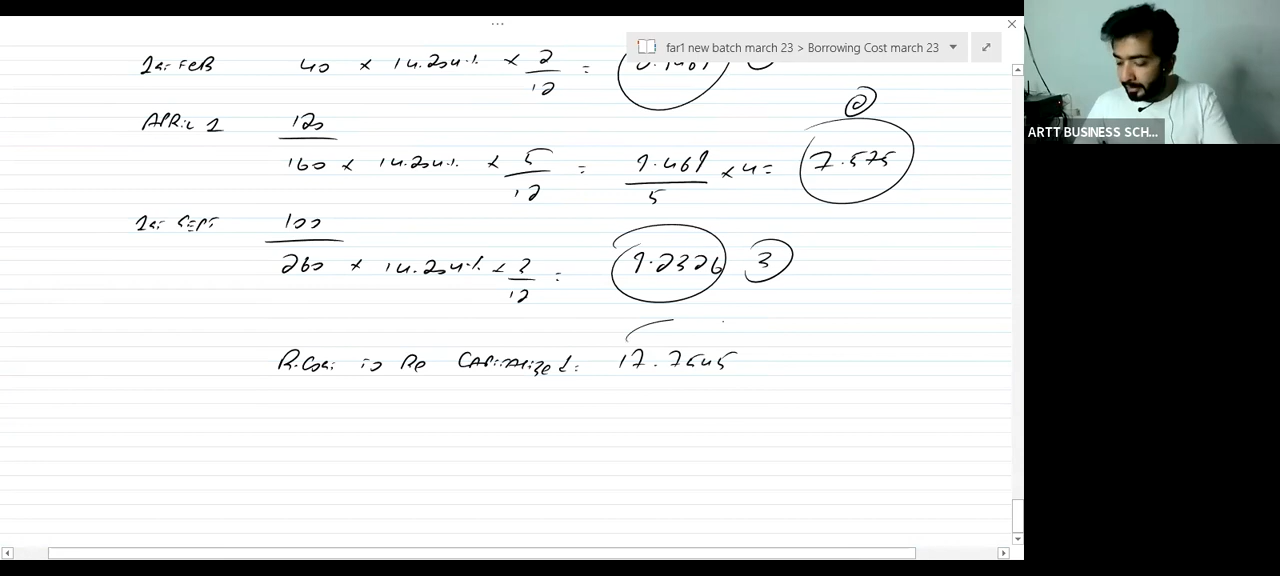 far1 new batch march 23 > Borrowing Cost march 23
1st FEB 40 × 14.204% × 2/12 =
ARTT BUSINESS SCH...
APRIL 1 120
160 × 14.204% × 5/12 = 9.469/5 × 4 = 7.575 2
1st SEPT 100
260 × 14.204% × 3/12 = 9.2326 3
B.Cost to Be Capitalized: 17.7545